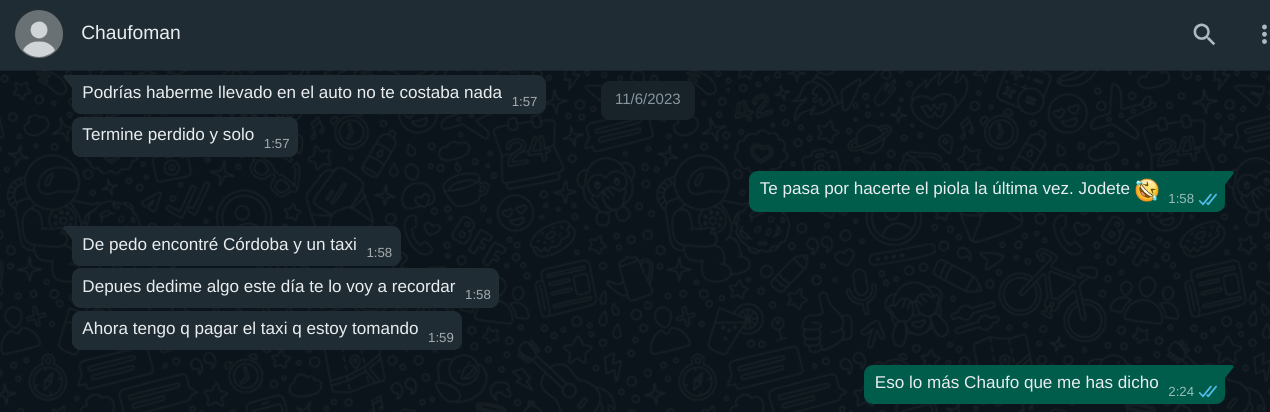 Chaufoman
Podrías haberme llevado en el auto no te costaba nada 1:57
11/6/2023
Termine perdido y solo 1:57
Te pasa por hacerte el piola la última vez. Jodete 🤣 1:58
De pedo encontré Córdoba y un taxi 1:58
Depues dedime algo este día te lo voy a recordar 1:58
Ahora tengo q pagar el taxi q estoy tomando 1:59
Eso lo más Chaufo que me has dicho 2:24